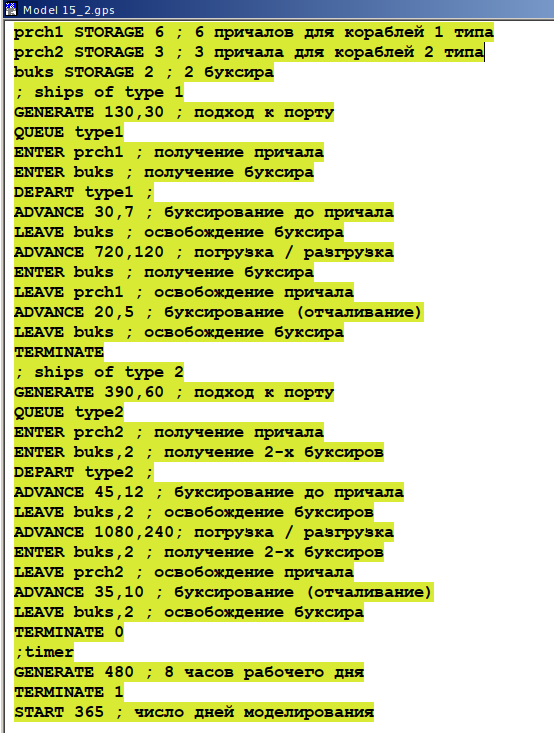 Model 15_2.gps
prch1 STORAGE 6 ; 6 причалов для кораблей 1 типа
prch2 STORAGE 3 ; 3 причала для кораблей 2 типа
buks STORAGE 2 ; 2 буксира
; ships of type 1
GENERATE 130,30 ; подход к порту
QUEUE type1
ENTER prch1 ; получение причала
ENTER buks ; получение буксира
DEPART type1 ;
ADVANCE 30,7 ; буксирование до причала
LEAVE buks ; освобождение буксира
ADVANCE 720,120 ; погрузка / разгрузка
ENTER buks ; получение буксира
LEAVE prch1 ; освобождение причала
ADVANCE 20,5 ; буксирование (отчаливание)
LEAVE buks ; освобождение буксира
TERMINATE
; ships of type 2
GENERATE 390,60 ; подход к порту
QUEUE type2
ENTER prch2 ; получение причала
ENTER buks,2 ; получение 2-х буксиров
DEPART type2 ;
ADVANCE 45,12 ; буксирование до причала
LEAVE buks,2 ; освобождение буксиров
ADVANCE 1080,240; погрузка / разгрузка
ENTER buks,2 ; получение 2-х буксиров
LEAVE prch2 ; освобождение причала
ADVANCE 35,10 ; буксирование (отчаливание)
LEAVE buks,2 ; освобождение буксира
TERMINATE 0
;timer
GENERATE 480 ; 8 часов рабочего дня
TERMINATE 1
START 365 ; число дней моделирования